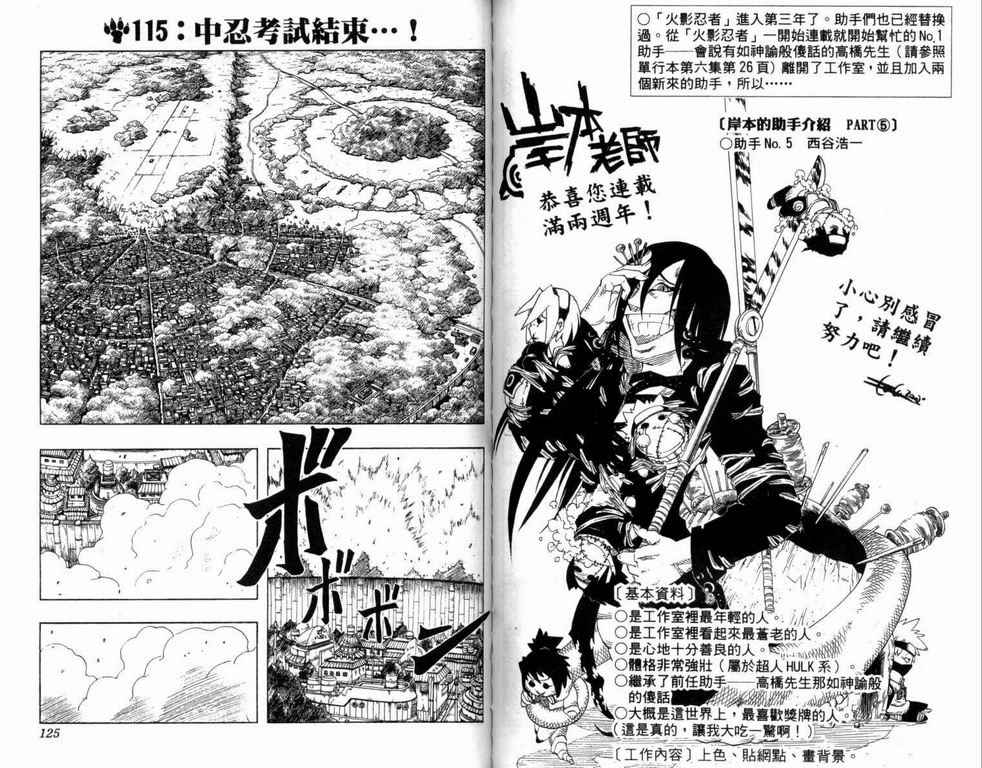 ○「火影忍者」進入第三年了。助手們也已經替換
過。從「火影忍者」一開始連載就開始幫忙的No.1
助手──會說有如神諭般傻話的高橋先生（請參照
單行本第六集第26頁）離開了工作室，並且加入兩
個新來的助手，所以……
〔岸本的助手介紹　PART⑤〕
○助手No.5　西谷浩一
岸本
老師
恭喜您連載
滿兩週年！
小心別感冒
了，請繼續
努力吧！
〔基本資料〕
○是工作室裡最年輕的人。
○是工作室裡看起來最蒼老的人。
○是心地十分善良的人。
○體格非常強壯（屬於超人HULK系）。
○繼承了前任助手──高橋先生那如神諭般
的傻話
○大概是這世界上，最喜歡獎牌的人。
（這是真的，讓我大吃一驚啊！）
〔工作內容〕上色、貼網點、畫背景。
115：中忍考試結束…！
ボボボン
125